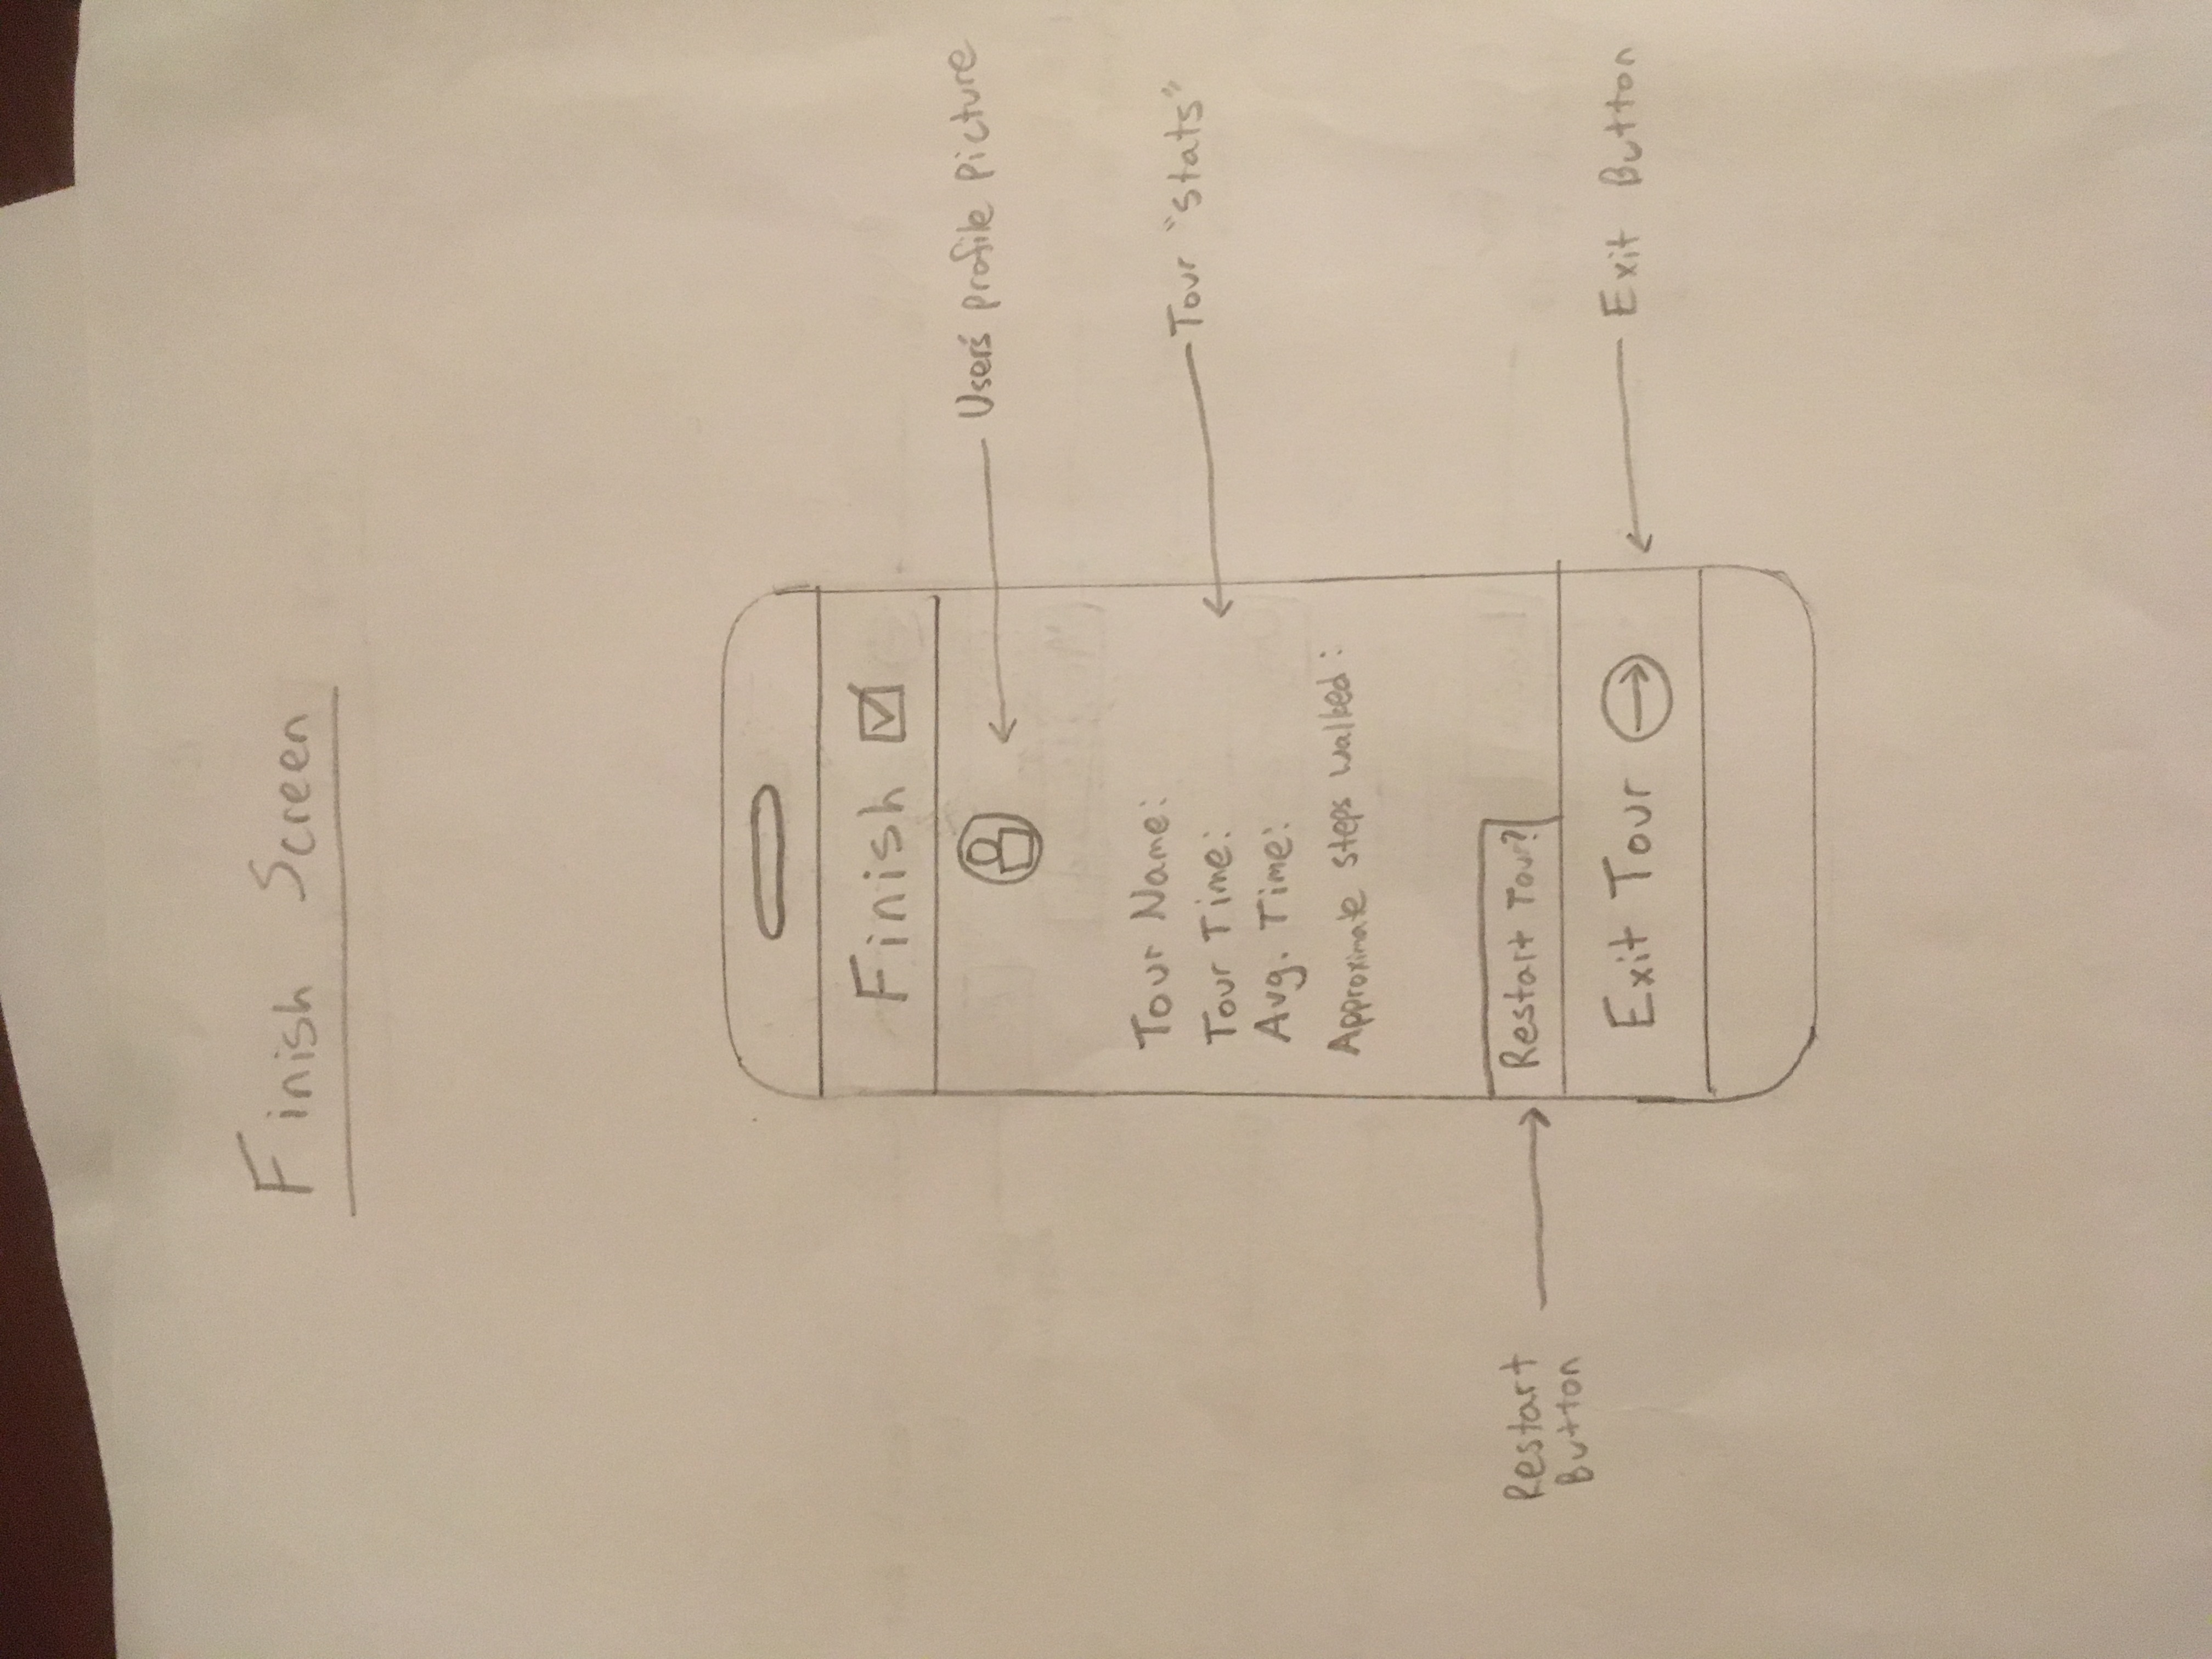 Finish Screen
Finish
User's profile picture
Tour Name:
Tour Time:
Tour "stats"
Avg. Time:
Approximate steps walked:
Restart Tour?
Restart
Button
Exit Tour
Exit Button